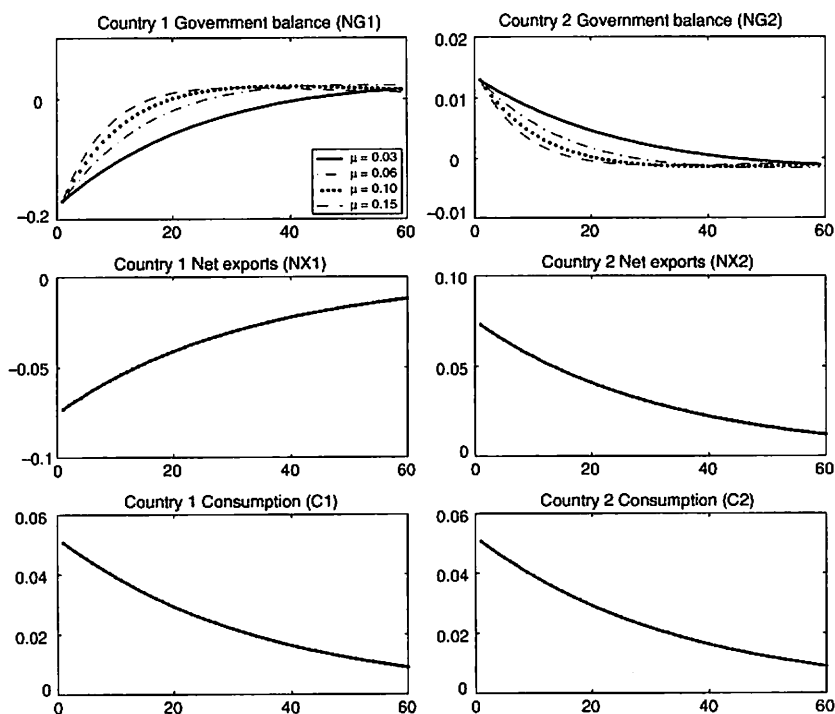 Country 1 Government balance (NG1)
0
−0.2
0 20 40 60
μ = 0.03
μ = 0.06
μ = 0.10
μ = 0.15
Country 2 Government balance (NG2)
0.02
0.01
0
−0.01
0 20 40 60
Country 1 Net exports (NX1)
0
−0.05
−0.1
0 20 40 60
Country 2 Net exports (NX2)
0.10
0.05
0
0 20 40 60
Country 1 Consumption (C1)
0.06
0.04
0.02
0
0 20 40 60
Country 2 Consumption (C2)
0.06
0.04
0.02
0
0 20 40 60